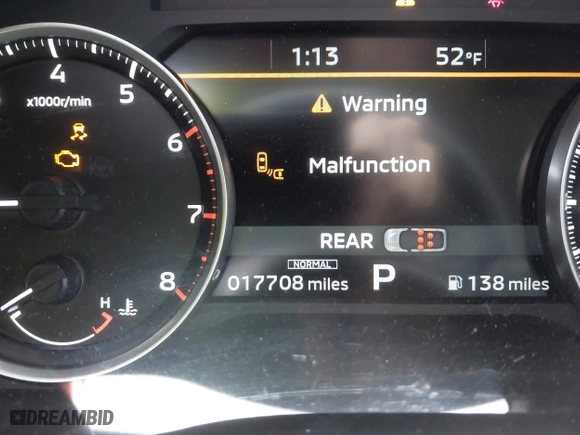 1:13 52°F
4
5
x1000r/min
6
7
8
H
Warning
Malfunction
REAR
NORMAL
017708 miles P 138 miles
DREAMBID